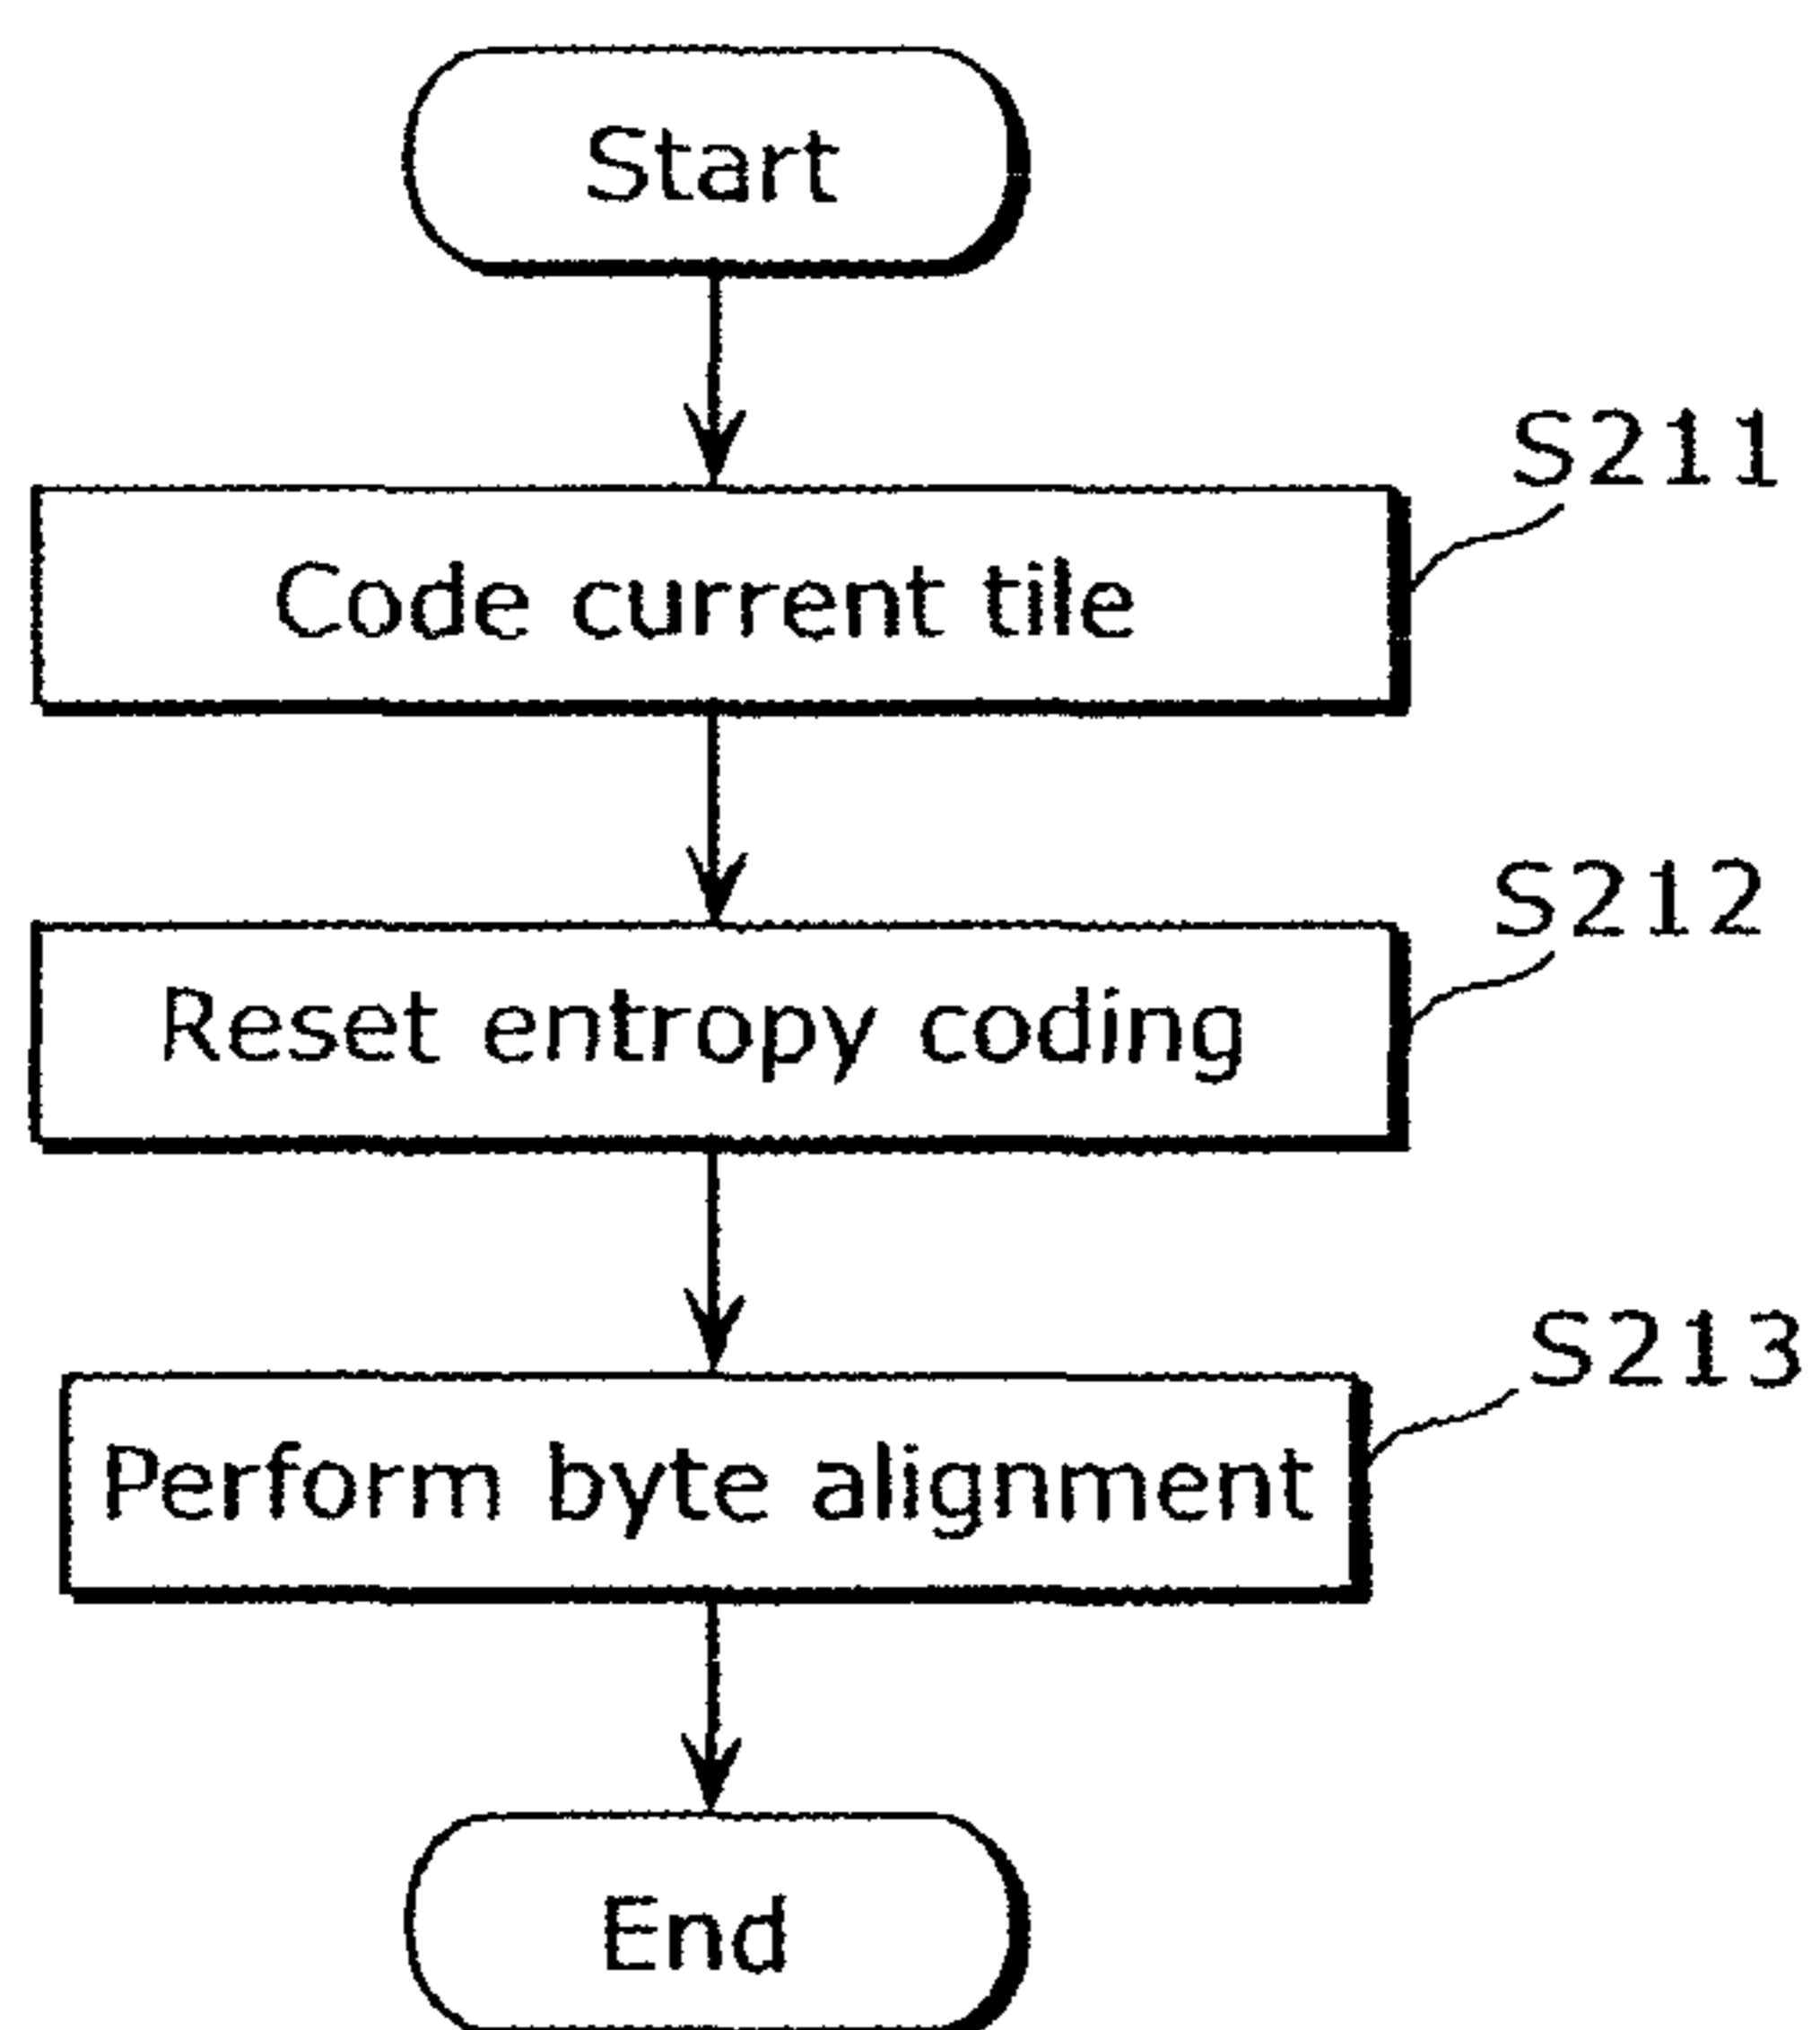 Start
S211
Code current tile
S212
Reset entropy coding
S213
Perform byte alignment
End